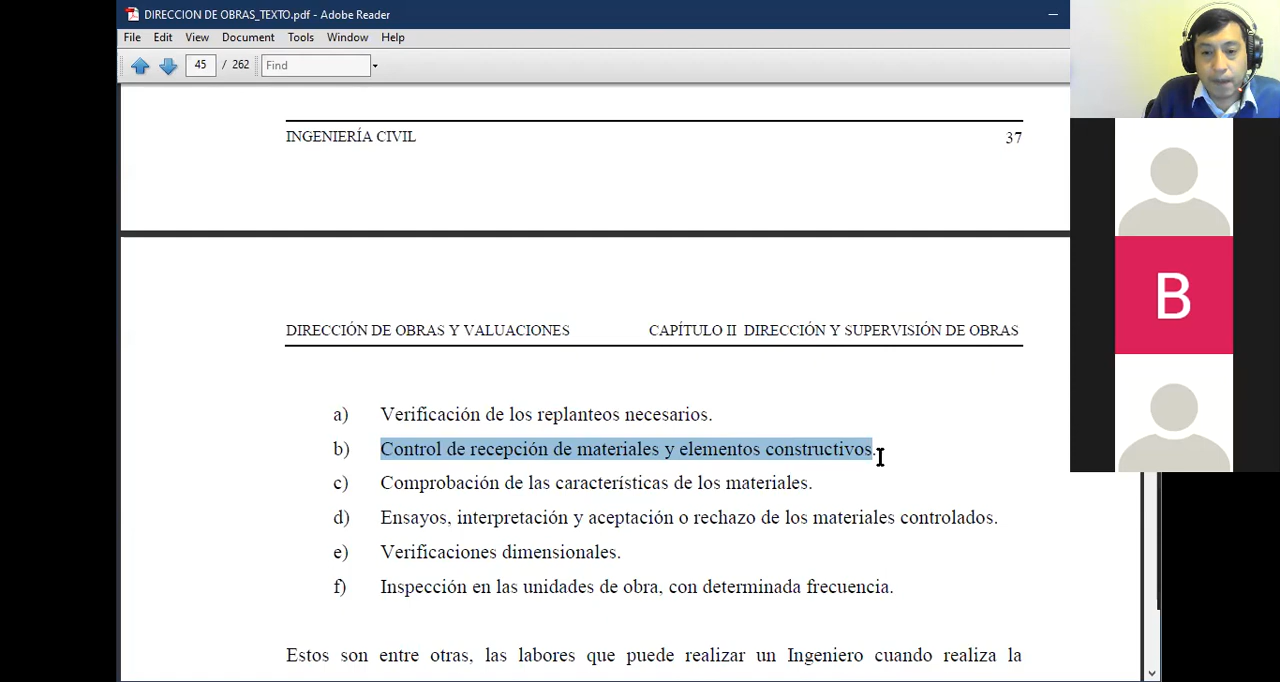 DIRECCION DE OBRAS_TEXTO.pdf - Adobe Reader
File Edit View Document Tools Window Help
45 / 262 Find
INGENIERÍA CIVIL 37
B
DIRECCIÓN DE OBRAS Y VALUACIONES CAPÍTULO II DIRECCIÓN Y SUPERVISIÓN DE OBRAS
a) Verificación de los replanteos necesarios.
b) Control de recepción de materiales y elementos constructivos.
c) Comprobación de las características de los materiales.
d) Ensayos, interpretación y aceptación o rechazo de los materiales controlados.
e) Verificaciones dimensionales.
f) Inspección en las unidades de obra, con determinada frecuencia.
Estos son entre otras, las labores que puede realizar un Ingeniero cuando realiza la